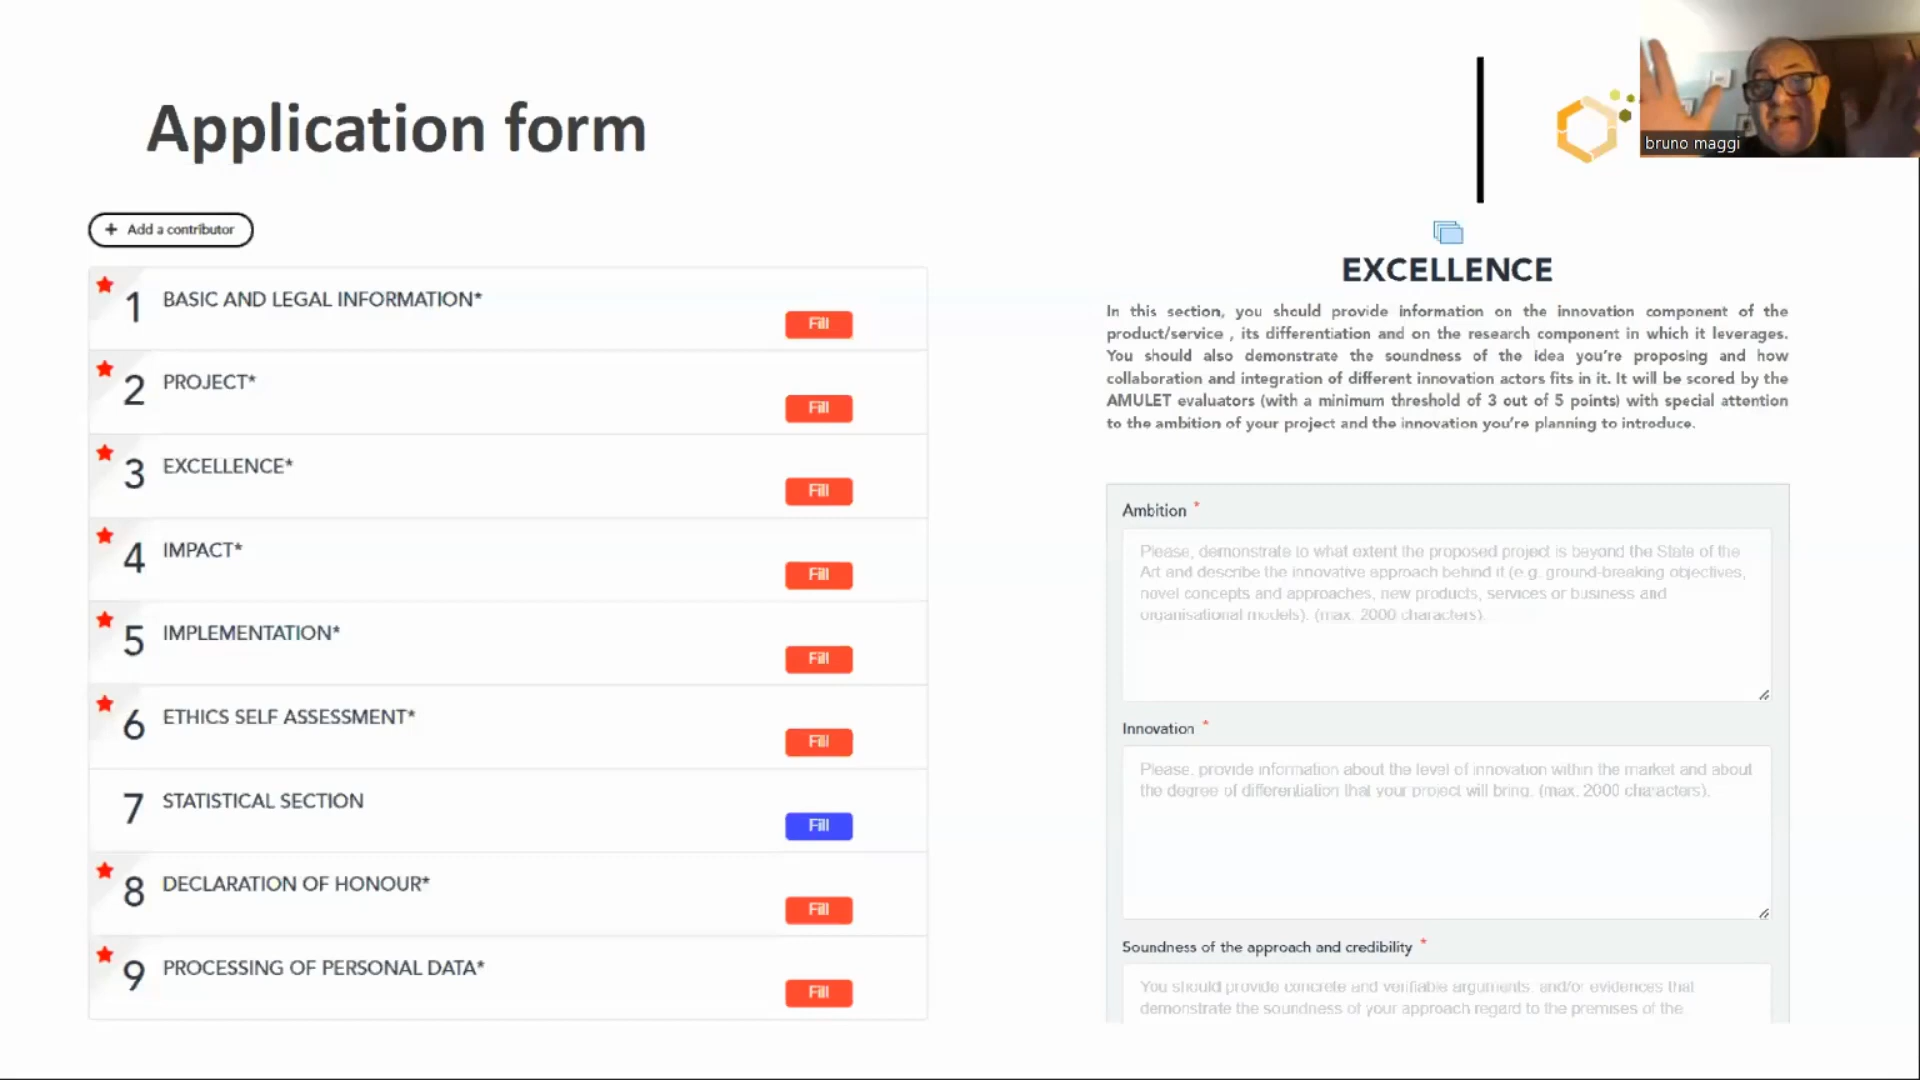 Application form
bruno maggi
+ Add a contributor
1 BASIC AND LEGAL INFORMATION*
Fill
2 PROJECT*
Fill
3 EXCELLENCE*
Fill
4 IMPACT*
Fill
5 IMPLEMENTATION*
Fill
6 ETHICS SELF ASSESSMENT*
Fill
7 STATISTICAL SECTION
Fill
8 DECLARATION OF HONOUR*
Fill
9 PROCESSING OF PERSONAL DATA*
Fill
EXCELLENCE
In this section, you should provide information on the innovation component of the
product/service , its differentiation and on the research component in which it leverages.
You should also demonstrate the soundness of the idea you're proposing and how
collaboration and integration of different innovation actors fits in it. It will be scored by the
AMULET evaluators (with a minimum threshold of 3 out of 5 points) with special attention
to the ambition of your project and the innovation you're planning to introduce.
Ambition *
Please, demonstrate to what extent the proposed project is beyond the State of the
Art and describe the innovative approach behind it (e.g. ground-breaking objectives,
novel concepts and approaches, new products, services or business and
organisational models). (max. 2000 characters).
Innovation *
Please, provide information about the level of innovation within the market and about
the degree of differentiation that your project will bring. (max. 2000 characters).
Soundness of the approach and credibility *
You should provide concrete and verifiable arguments, and/or evidences that
demonstrate the soundness of your approach regard to the premises of the